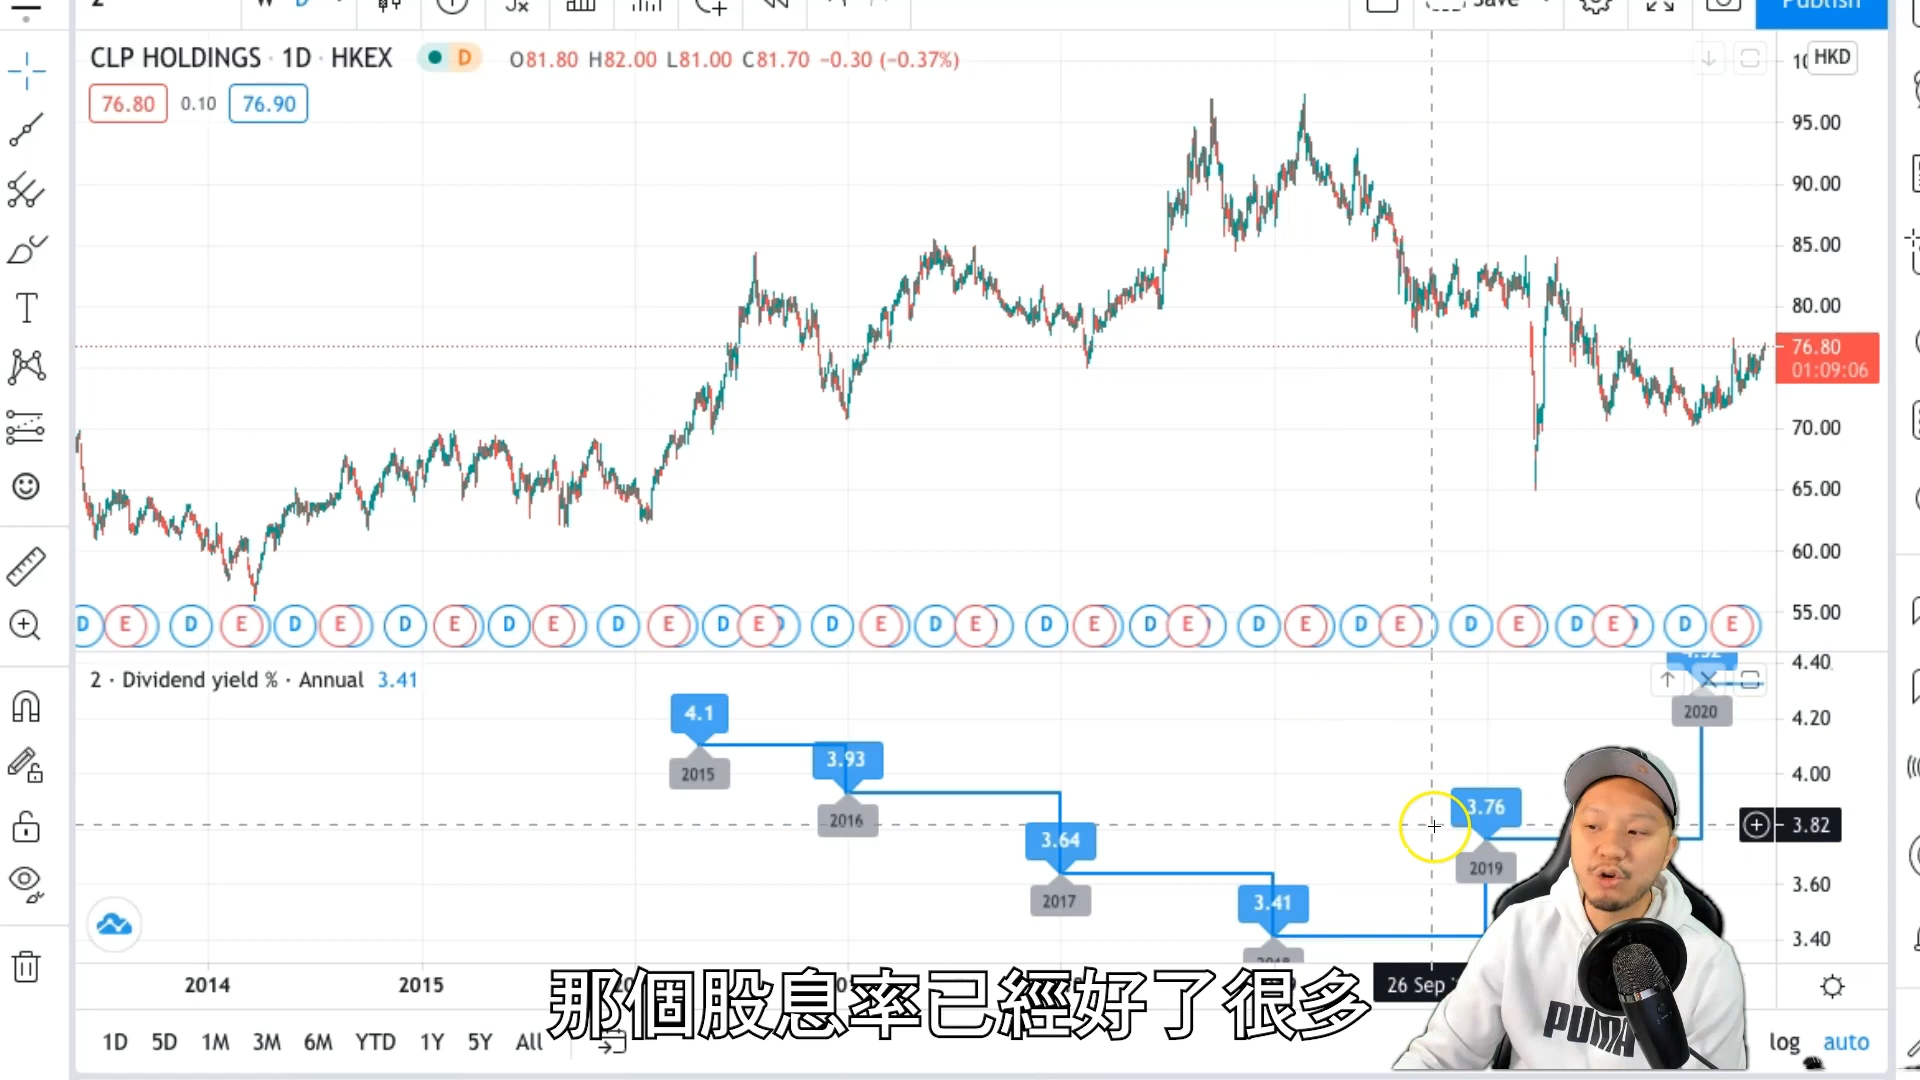 Save
Publish
CLP HOLDINGS · 1D · HKEX
D
O81.80 H82.00 L81.00 C81.70 −0.30 (−0.37%)
HKD
76.80
0.10
76.90
95.00
90.00
85.00
80.00
76.80
01:09:06
70.00
65.00
60.00
55.00
D E D E D E D E D E D E D E D E D E D E D E D E D E D E D E D E
2 · Dividend yield % · Annual 3.41
4.40
4.20
4.00
3.82
3.60
3.40
4.1
2015
3.93
2016
3.64
2017
3.41
2018
3.76
2019
4.32
2020
2014
2015
26 Sep
那個股息率已經好了很多
1D 5D 1M 3M 6M YTD 1Y 5Y All
log
auto
PUMA